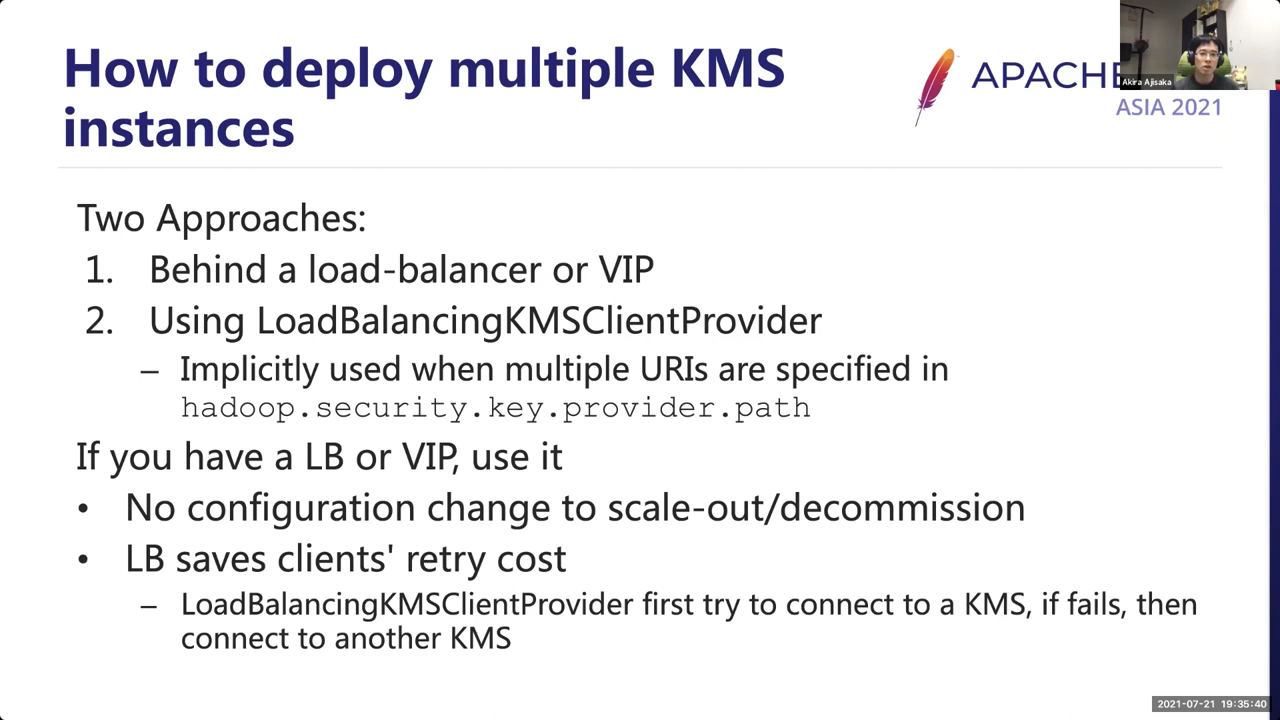 How to deploy multiple KMS
instances
APACHE
ASIA 2021
Akira Ajisaka
Two Approaches:
1. Behind a load-balancer or VIP
2. Using LoadBalancingKMSClientProvider
– Implicitly used when multiple URIs are specified in
hadoop.security.key.provider.path
If you have a LB or VIP, use it
• No configuration change to scale-out/decommission
• LB saves clients' retry cost
– LoadBalancingKMSClientProvider first try to connect to a KMS, if fails, then
connect to another KMS
2021-07-21 19:35:40